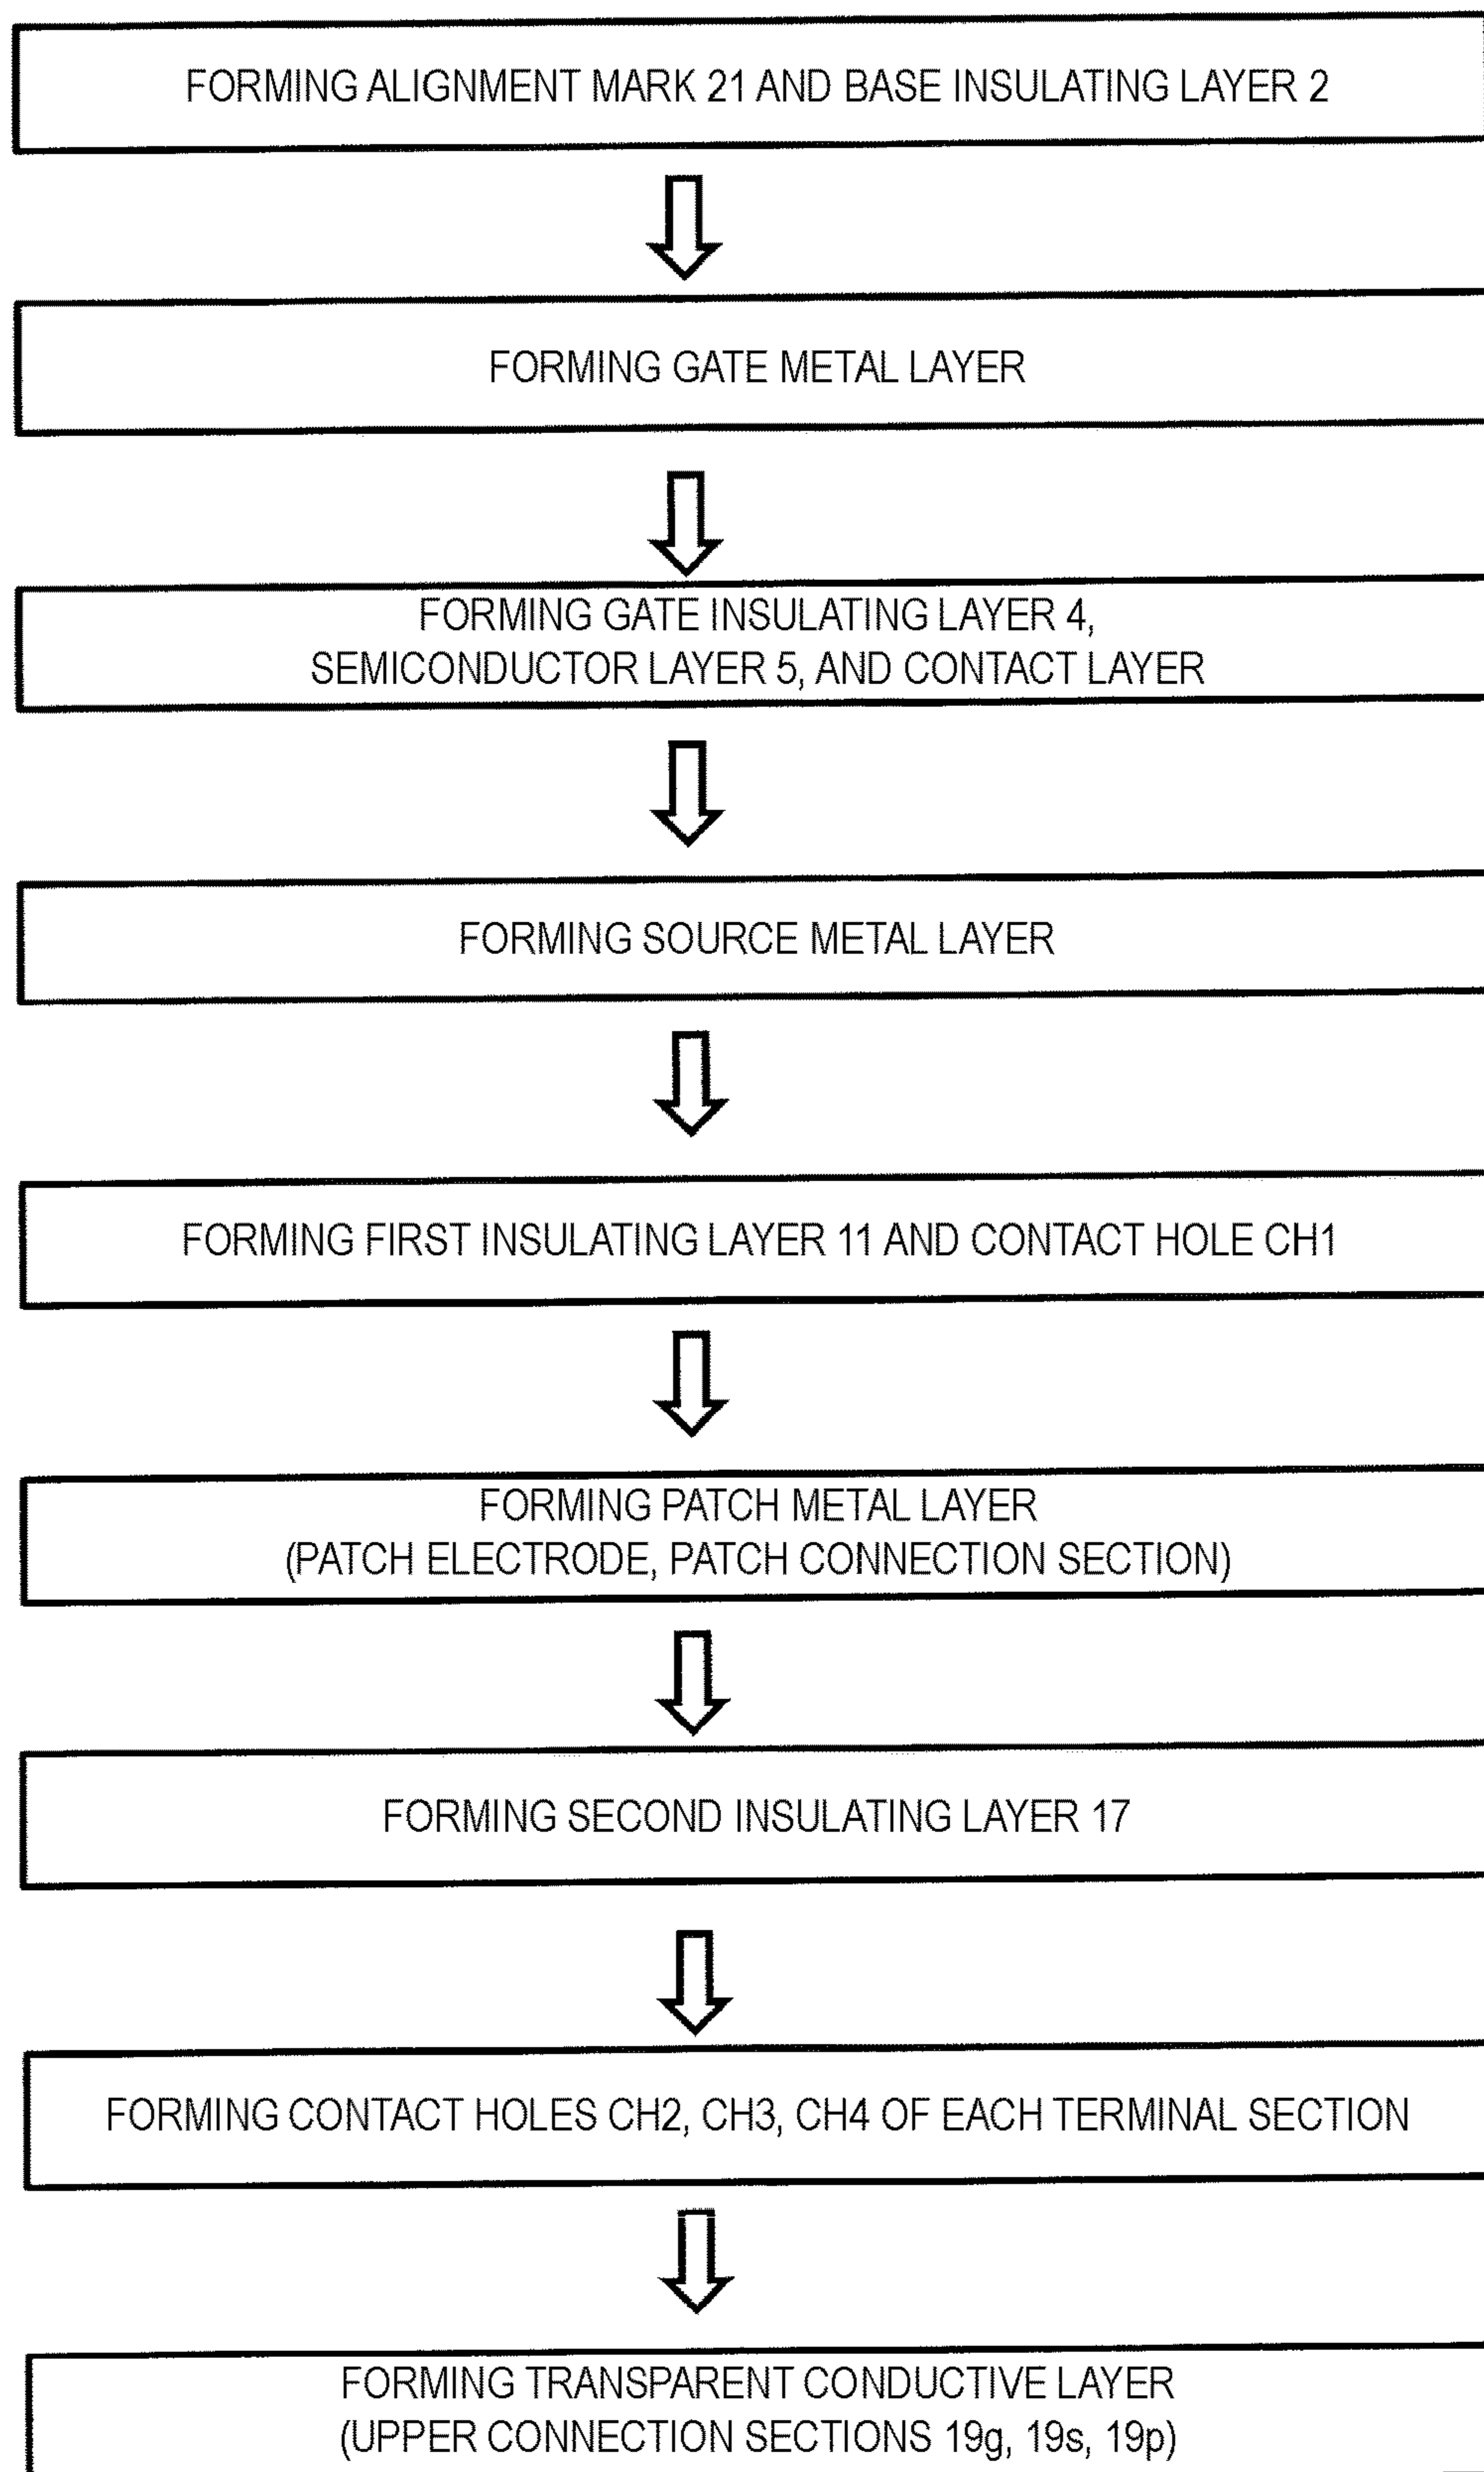 FORMING ALIGNMENT MARK 21 AND BASE INSULATING LAYER 2
FORMING GATE METAL LAYER
FORMING GATE INSULATING LAYER 4,
SEMICONDUCTOR LAYER 5, AND CONTACT LAYER
FORMING SOURCE METAL LAYER
FORMING FIRST INSULATING LAYER 11 AND CONTACT HOLE CH1
FORMING PATCH METAL LAYER
(PATCH ELECTRODE, PATCH CONNECTION SECTION)
FORMING SECOND INSULATING LAYER 17
FORMING CONTACT HOLES CH2, CH3, CH4 OF EACH TERMINAL SECTION
FORMING TRANSPARENT CONDUCTIVE LAYER
(UPPER CONNECTION SECTIONS 19g, 19s, 19p)